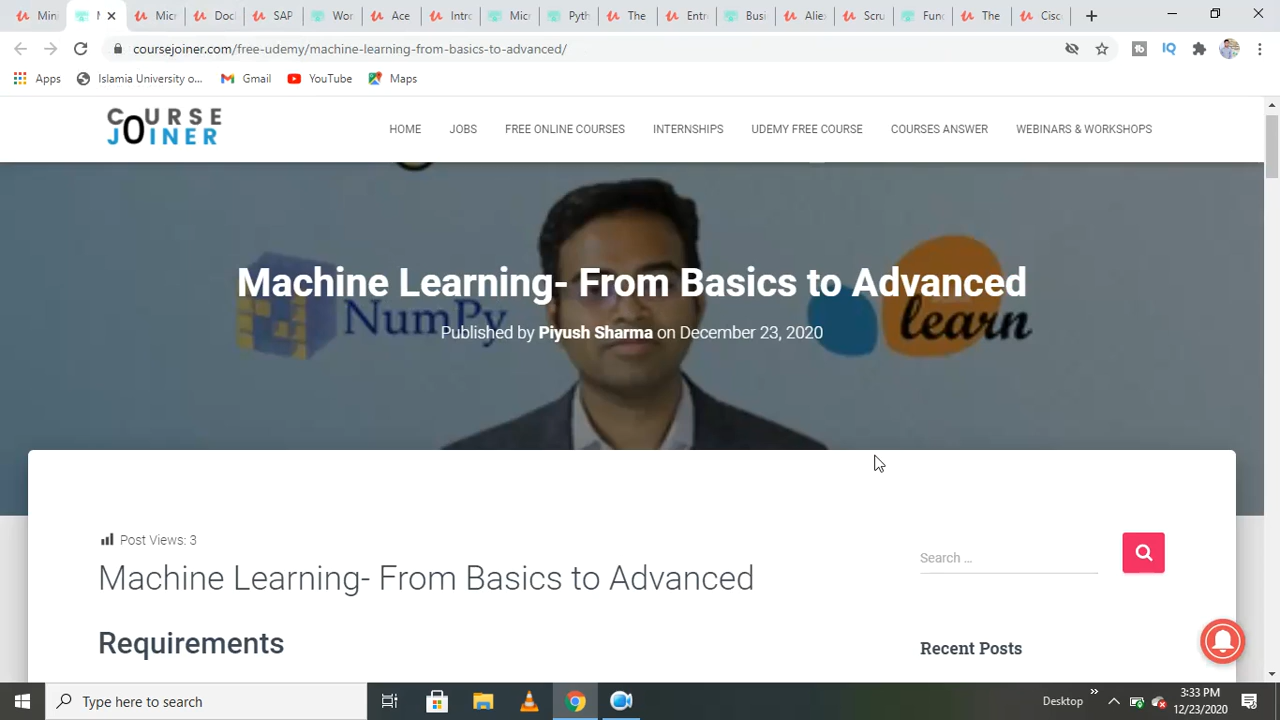 Min
M
Micr
Doc
SAP
Wor
Ace
Intro
Micr
Pyth
The
Entr
Busi
Alie
Scru
Func
The
Cisc
coursejoiner.com/free-udemy/machine-learning-from-basics-to-advanced/
IQ
Apps
Islamia University o...
Gmail
YouTube
Maps
COURSE
JOINER
HOME
JOBS
FREE ONLINE COURSES
INTERNSHIPS
UDEMY FREE COURSE
COURSES ANSWER
WEBINARS & WORKSHOPS
NumPy
learn
Machine Learning- From Basics to Advanced
Published by Piyush Sharma on December 23, 2020
Post Views: 3
Machine Learning- From Basics to Advanced
Requirements
Search …
Recent Posts
Type here to search
Desktop
3:33 PM
12/23/2020